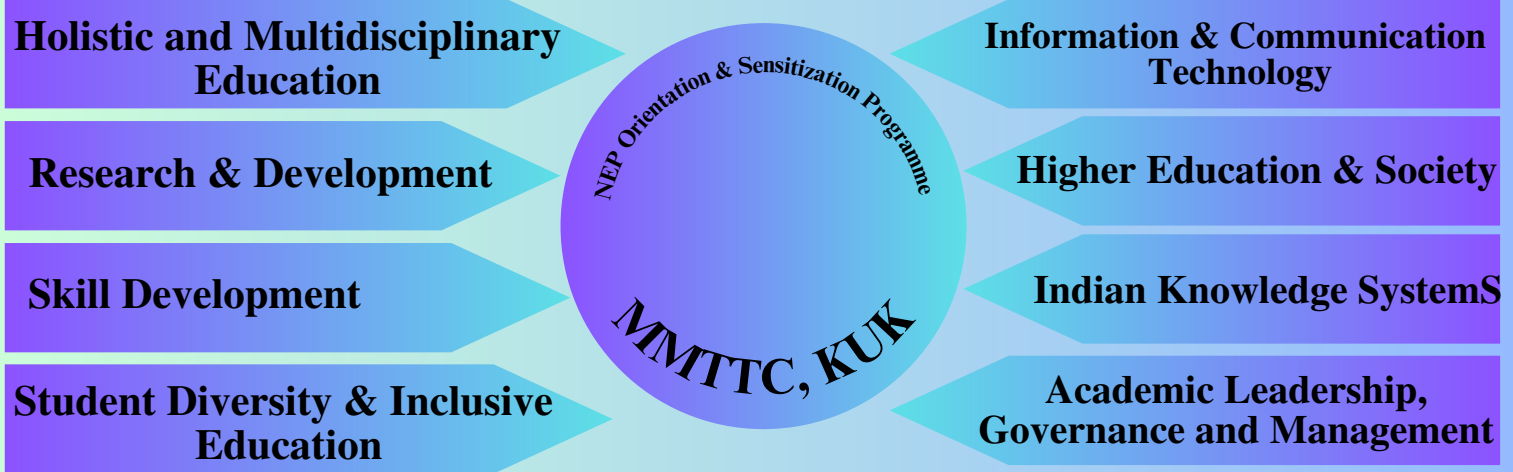 Holistic and Multidisciplinary
Education
Research & Development
Skill Development
Student Diversity & Inclusive
Education
NEP Orientation & Sensitization Programme
MMTTC, KUK
Information & Communication
Technology
Higher Education & Society
Indian Knowledge SystemS
Academic Leadership,
Governance and Management